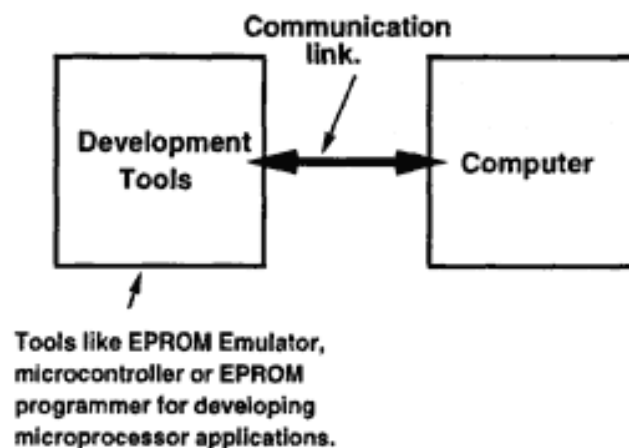 Communication
link.
Development
Tools
Computer
Tools like EPROM Emulator,
microcontroller or EPROM
programmer for developing
microprocessor applications.